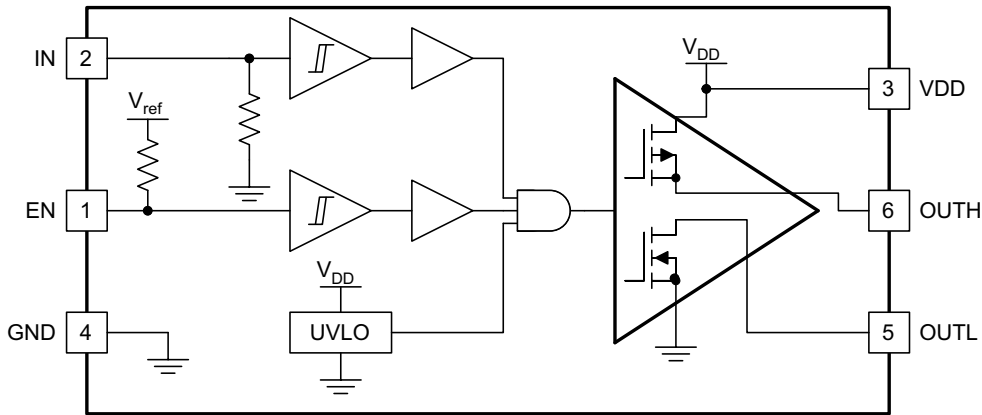 IN
2
V_DD
3
VDD
V_ref
EN
1
6
OUTH
V_DD
GND
4
UVLO
5
OUTL